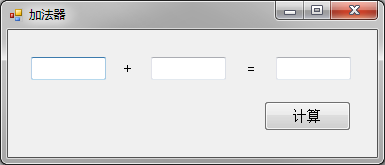 加法器
+ =
计算